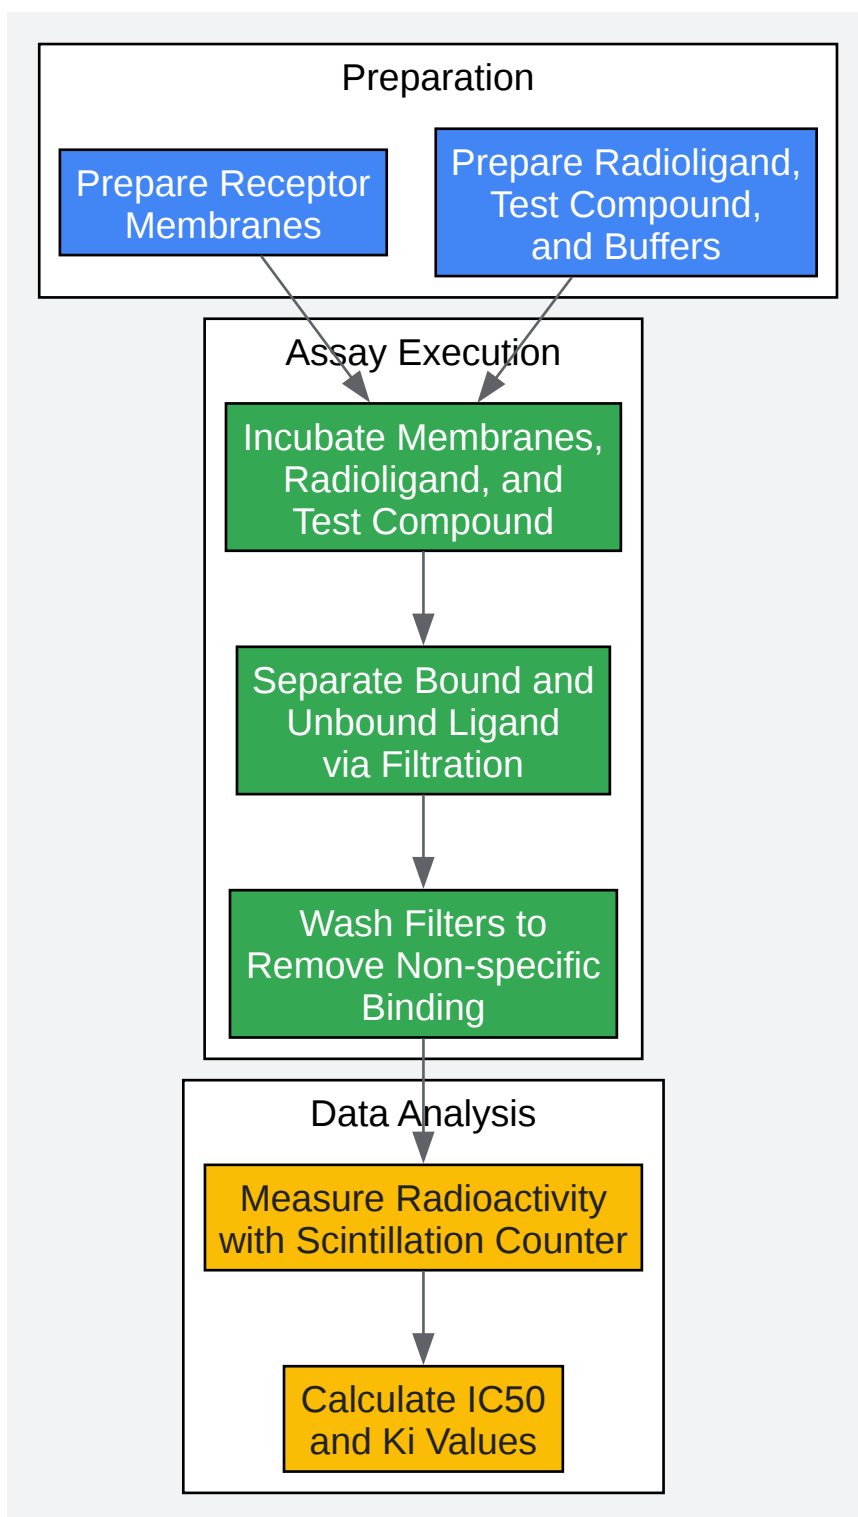 Preparation
Prepare Receptor
Membranes
Prepare Radioligand,
Test Compound,
and Buffers
Assay Execution
Incubate Membranes,
Radioligand, and
Test Compound
Separate Bound and
Unbound Ligand
via Filtration
Wash Filters to
Remove Non-specific
Binding
Data Analysis
Measure Radioactivity
with Scintillation Counter
Calculate IC50
and Ki Values